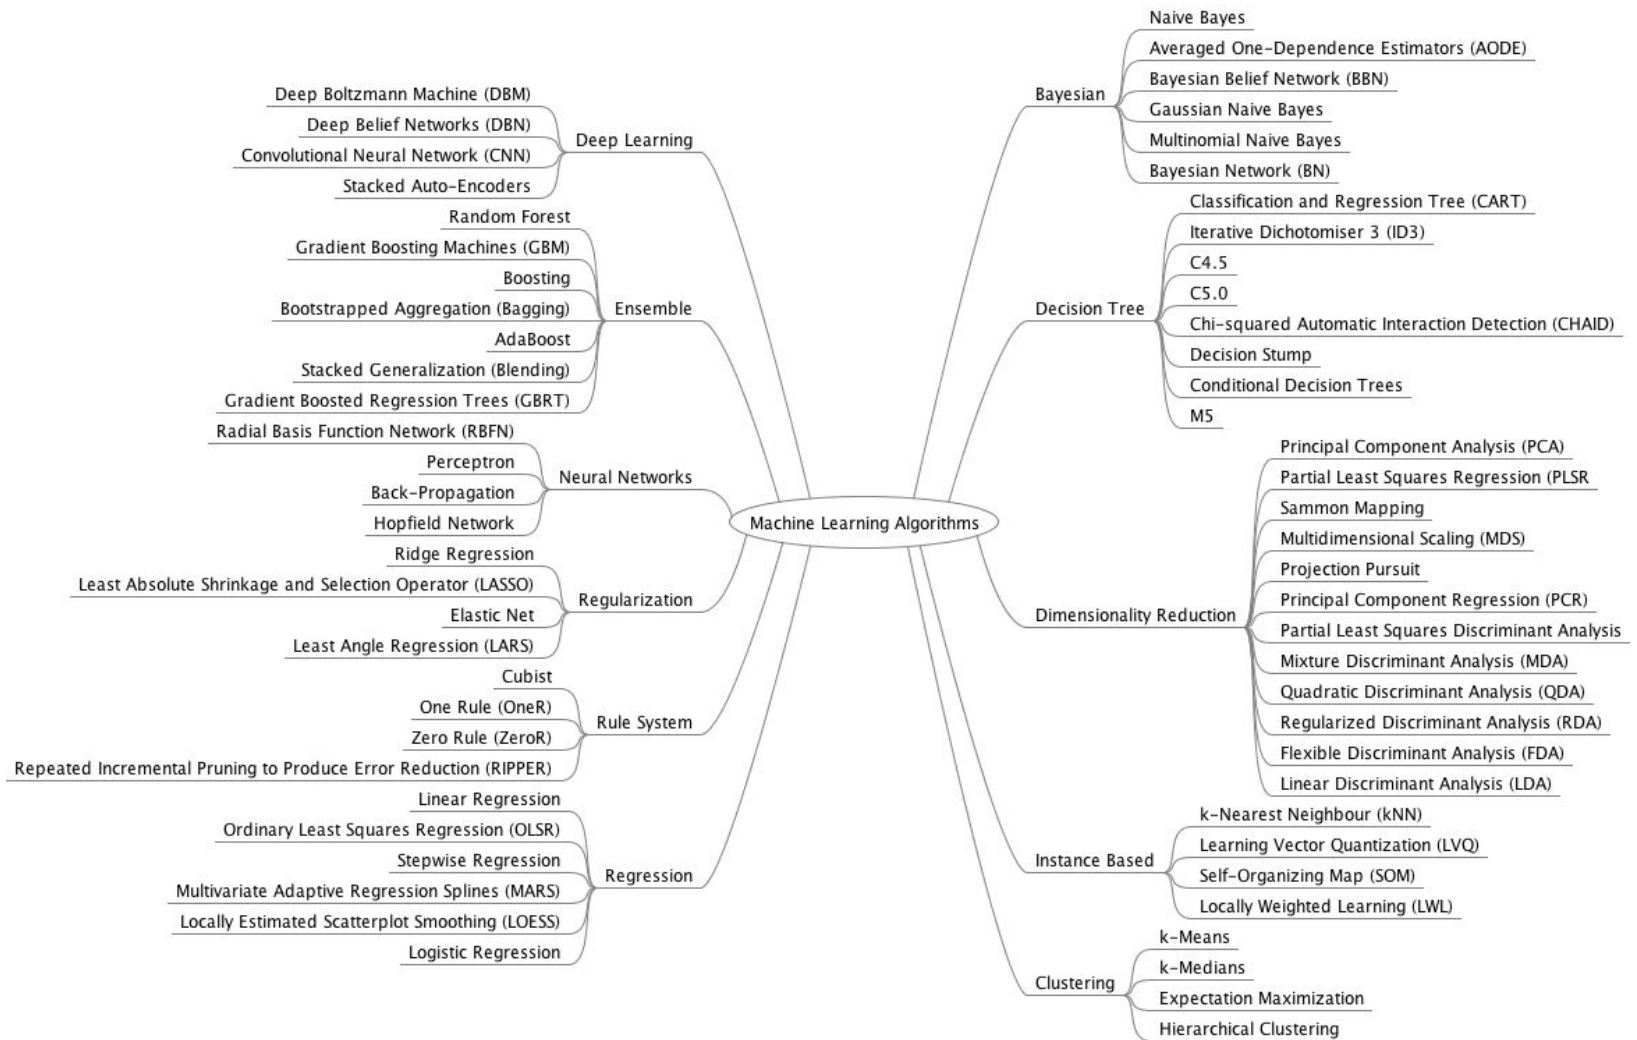 Machine Learning Algorithms
Deep Learning
Deep Boltzmann Machine (DBM)
Deep Belief Networks (DBN)
Convolutional Neural Network (CNN)
Stacked Auto-Encoders
Ensemble
Random Forest
Gradient Boosting Machines (GBM)
Boosting
Bootstrapped Aggregation (Bagging)
AdaBoost
Stacked Generalization (Blending)
Gradient Boosted Regression Trees (GBRT)
Neural Networks
Radial Basis Function Network (RBFN)
Perceptron
Back-Propagation
Hopfield Network
Regularization
Ridge Regression
Least Absolute Shrinkage and Selection Operator (LASSO)
Elastic Net
Least Angle Regression (LARS)
Rule System
Cubist
One Rule (OneR)
Zero Rule (ZeroR)
Repeated Incremental Pruning to Produce Error Reduction (RIPPER)
Regression
Linear Regression
Ordinary Least Squares Regression (OLSR)
Stepwise Regression
Multivariate Adaptive Regression Splines (MARS)
Locally Estimated Scatterplot Smoothing (LOESS)
Logistic Regression
Bayesian
Naive Bayes
Averaged One-Dependence Estimators (AODE)
Bayesian Belief Network (BBN)
Gaussian Naive Bayes
Multinomial Naive Bayes
Bayesian Network (BN)
Decision Tree
Classification and Regression Tree (CART)
Iterative Dichotomiser 3 (ID3)
C4.5
C5.0
Chi-squared Automatic Interaction Detection (CHAID)
Decision Stump
Conditional Decision Trees
M5
Dimensionality Reduction
Principal Component Analysis (PCA)
Partial Least Squares Regression (PLSR
Sammon Mapping
Multidimensional Scaling (MDS)
Projection Pursuit
Principal Component Regression (PCR)
Partial Least Squares Discriminant Analysis
Mixture Discriminant Analysis (MDA)
Quadratic Discriminant Analysis (QDA)
Regularized Discriminant Analysis (RDA)
Flexible Discriminant Analysis (FDA)
Linear Discriminant Analysis (LDA)
Instance Based
k-Nearest Neighbour (kNN)
Learning Vector Quantization (LVQ)
Self-Organizing Map (SOM)
Locally Weighted Learning (LWL)
Clustering
k-Means
k-Medians
Expectation Maximization
Hierarchical Clustering